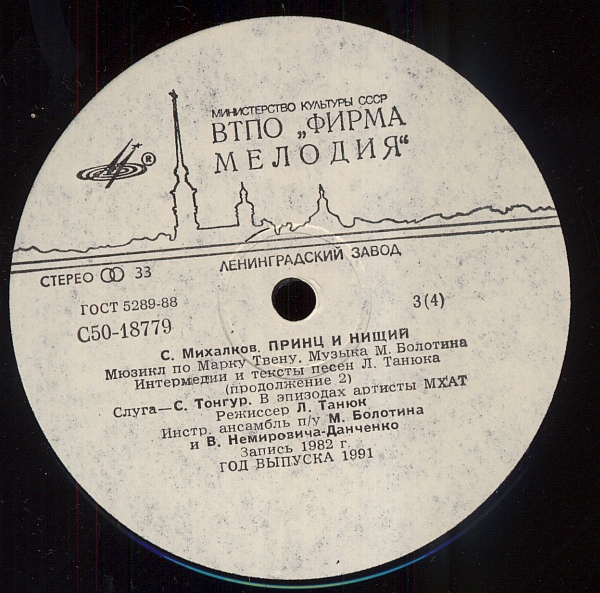 МИНИСТЕРСТВО КУЛЬТУРЫ СССР
ВТПО „ФИРМА
МЕЛОДИЯ“
®
ЛЕНИНГРАДСКИЙ ЗАВОД
СТЕРЕО 33
ГОСТ 5289-88
С50-18779
3(4)
С. Михалков. ПРИНЦ И НИЩИЙ
Мюзикл по Марку Твену. Музыка М. Болотина
Интермедии и тексты песен Л. Танюка
(продолжение 2)
Слуга—С. Тонгур. В эпизодах артисты МХАТ
Режиссер Л. Танюк
Инстр. ансамбль п/у М. Болотина
и В. Немировича-Данченко
Запись 1982 г.
ГОД ВЫПУСКА 1991